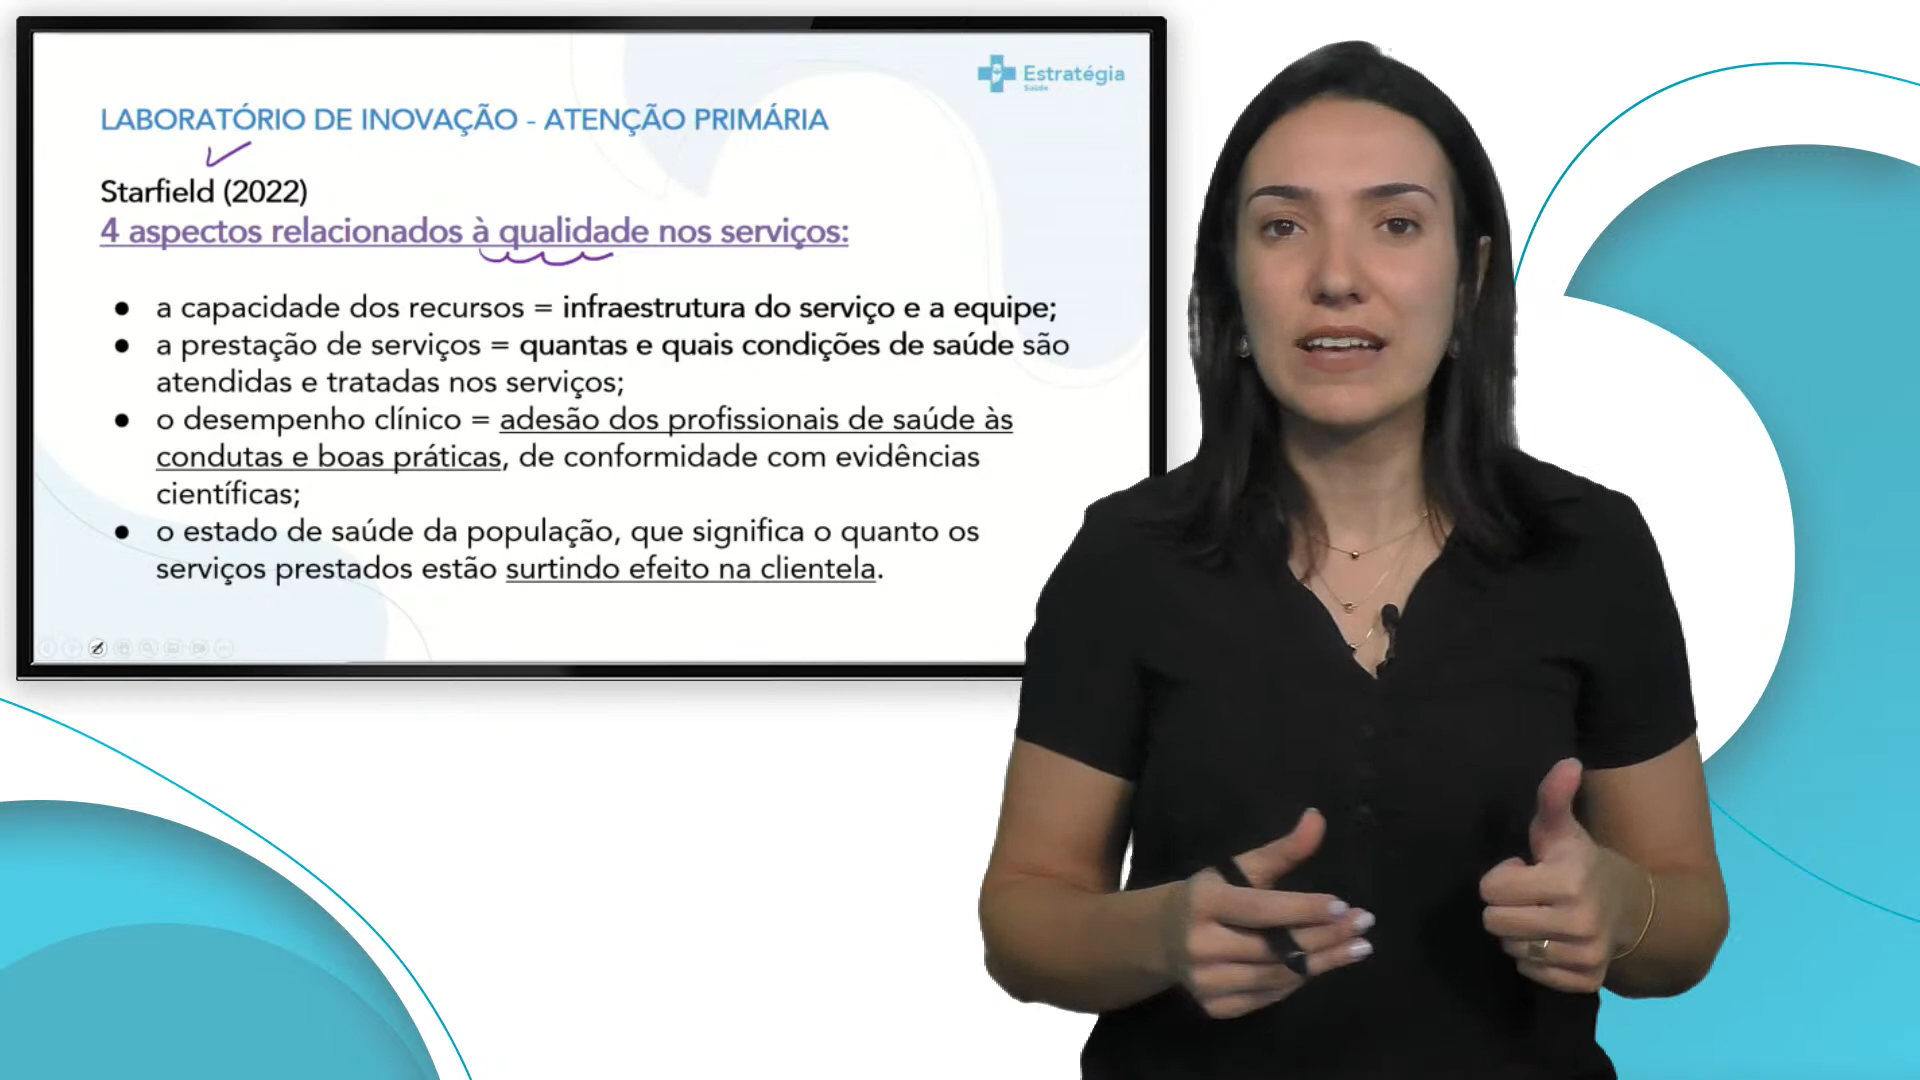 Estratégia
Saúde
LABORATÓRIO DE INOVAÇÃO - ATENÇÃO PRIMÁRIA
Starfield (2022)
4 aspectos relacionados à qualidade nos serviços:
● a capacidade dos recursos = infraestrutura do serviço e a equipe;
● a prestação de serviços = quantas e quais condições de saúde são
atendidas e tratadas nos serviços;
● o desempenho clínico = adesão dos profissionais de saúde às
condutas e boas práticas, de conformidade com evidências
científicas;
● o estado de saúde da população, que significa o quanto os
serviços prestados estão surtindo efeito na clientela.